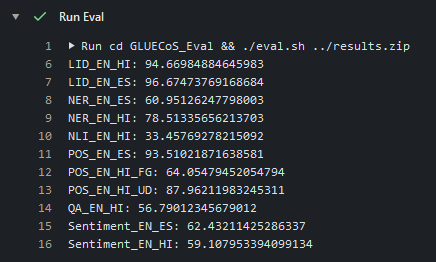 Run Eval
1 Run cd GLUECoS_Eval && ./eval.sh ../results.zip
6 LID_EN_HI: 94.66984884645983
7 LID_EN_ES: 96.67473769168684
8 NER_EN_ES: 60.95126247798003
9 NER_EN_HI: 78.51335656213703
10 NLI_EN_HI: 33.45769278215092
11 POS_EN_ES: 93.51021871638581
12 POS_EN_HI_FG: 64.05479452054794
13 POS_EN_HI_UD: 87.96211983245311
14 QA_EN_HI: 56.79012345679012
15 Sentiment_EN_ES: 62.43211425286337
16 Sentiment_EN_HI: 59.107953394099134